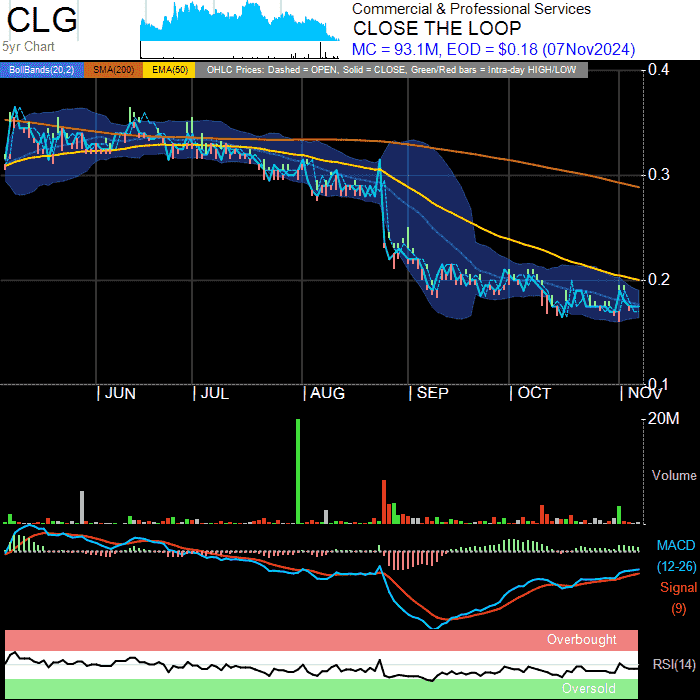 CLG
5yr Chart
Commercial & Professional Services
CLOSE THE LOOP
MC = 93.1M, EOD = $0.18 (07Nov2024)
BollBands(20,2) SMA(200) EMA(50) OHLC Prices: Dashed = OPEN, Solid = CLOSE, Green/Red bars = Intra-day HIGH/LOW
0.4
0.3
0.2
0.1
JUN JUL AUG SEP OCT NOV
20M
Volume
MACD
(12-26)
Signal
(9)
Overbought
RSI(14)
Oversold